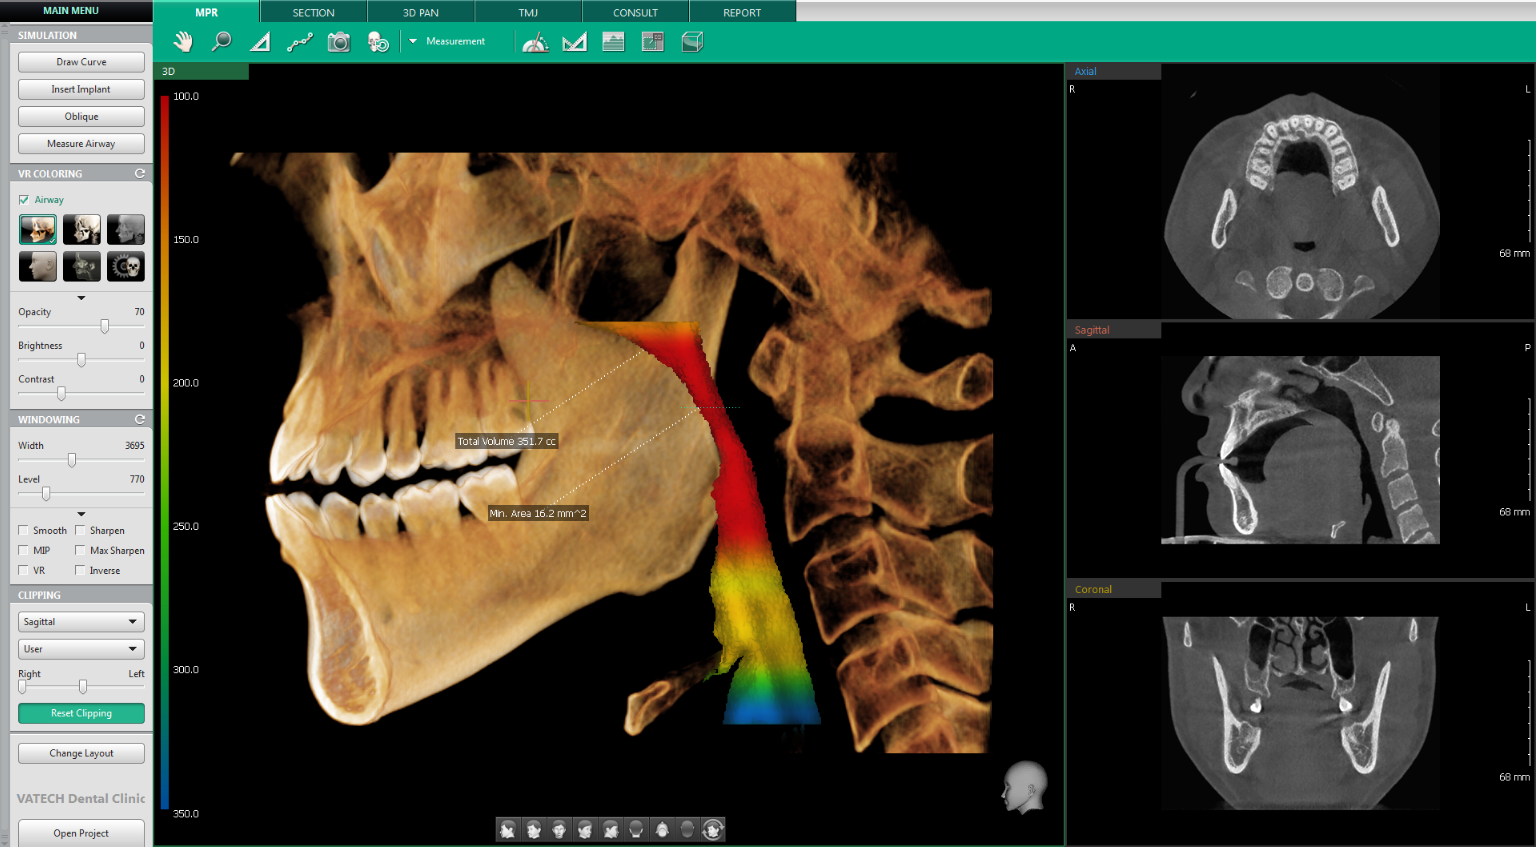 MAIN MENU
MPR
SECTION
3D PAN
TMJ
CONSULT
REPORT
Measurement
SIMULATION
Draw Curve
Insert Implant
Oblique
Measure Airway
VR COLORING
Airway
Opacity 70
Brightness 0
Contrast 0
WINDOWING
Width 3695
Level 770
Smooth Sharpen
MIP Max Sharpen
VR Inverse
CLIPPING
Sagittal
User
Right Left
Reset Clipping
Change Layout
VATECH Dental Clinic
Open Project
3D
100.0
150.0
200.0
250.0
300.0
350.0
Total Volume 351.7 cc
Min. Area 16.2 mm^2
Axial
R L
68 mm
Sagittal
A P
68 mm
Coronal
R L
68 mm